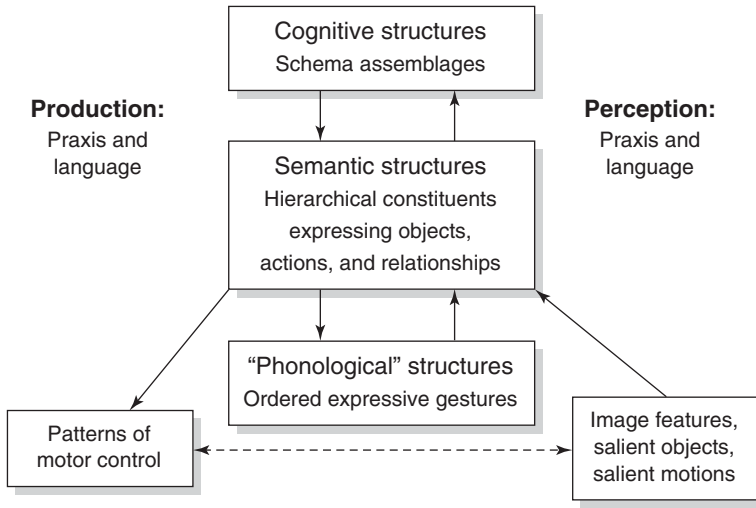 Cognitive structures
Schema assemblages
Production:
Praxis and
language
Perception:
Praxis and
language
Semantic structures
Hierarchical constituents
expressing objects,
actions, and relationships
“Phonological” structures
Ordered expressive gestures
Patterns of
motor control
Image features,
salient objects,
salient motions